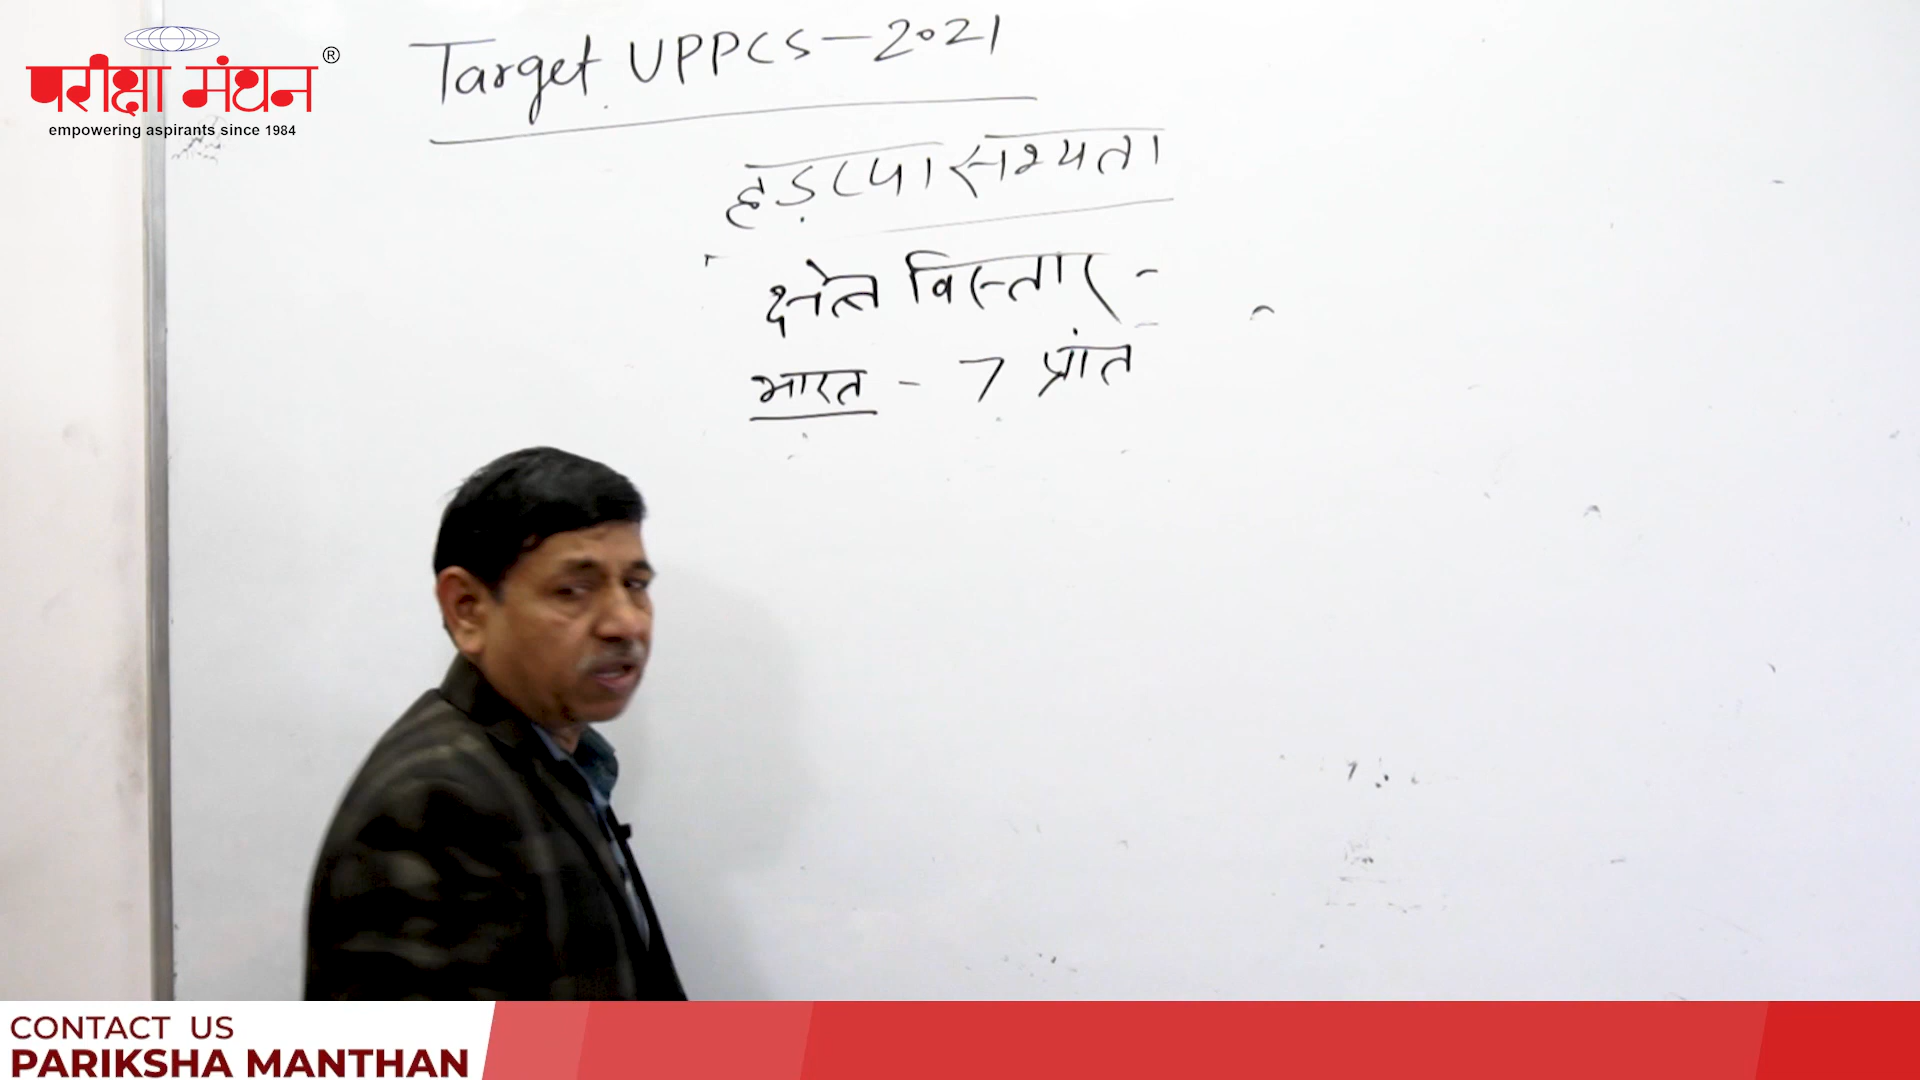 परीक्षा मंथन ®
empowering aspirants since 1984
Target UPPCS-2021
हड़प्पा सभ्यता
क्षेत्र विस्तार -
भारत - 7 प्रांत
CONTACT US
PARIKSHA MANTHAN